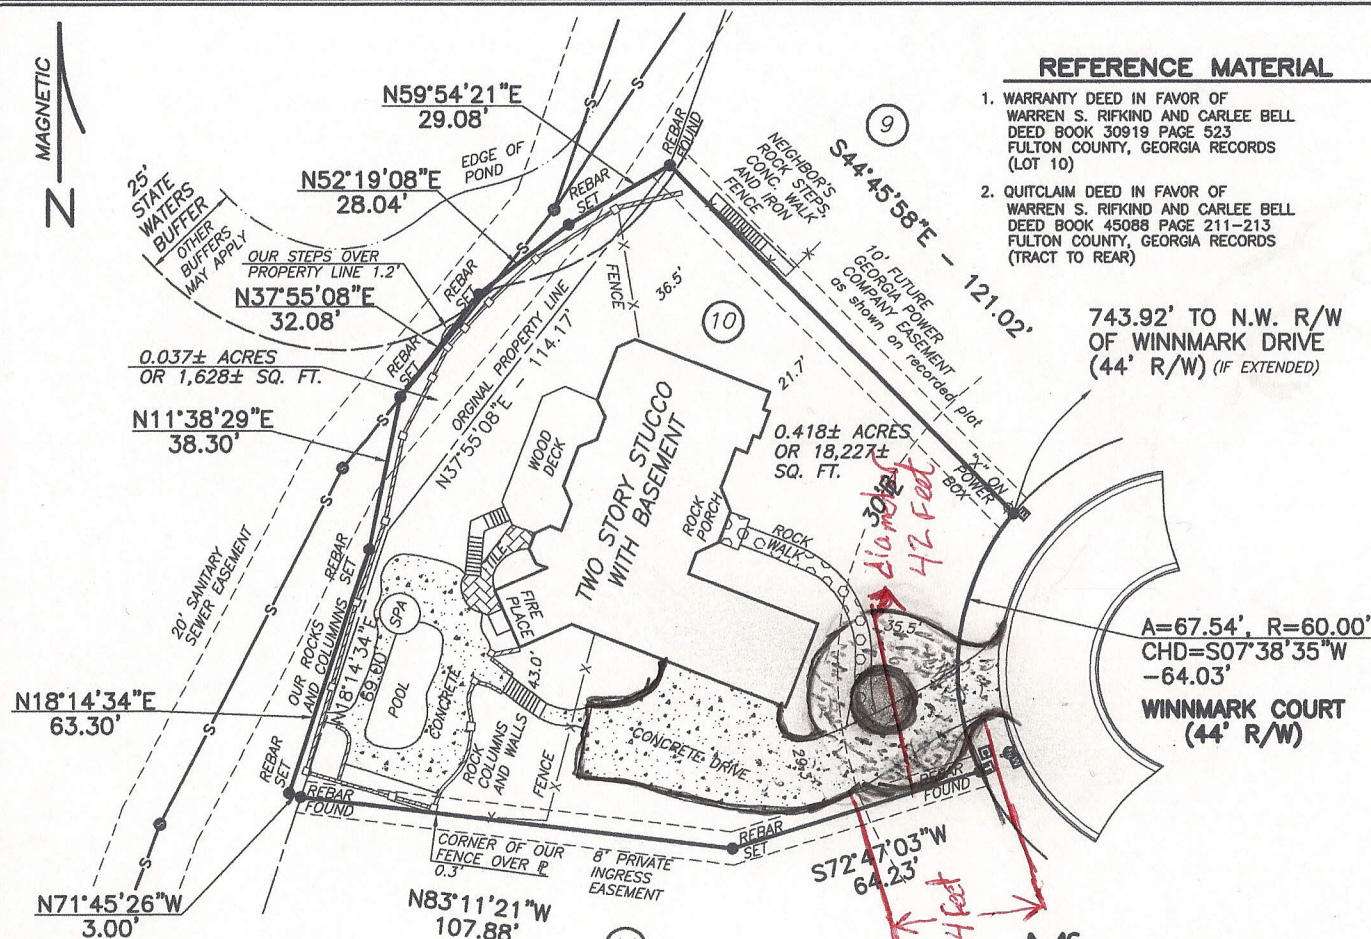 MAGNETIC
N
N59°54'21"E
29.08'
N52°19'08"E
28.04'
EDGE OF
POND
25'
STATE
WATERS
BUFFER
OTHER
BUFFERS
MAY APPLY
OUR STEPS OVER
PROPERTY LINE 1.2'
N37°55'08"E
32.08'
0.037± ACRES
OR 1,628± SQ. FT.
N11°38'29"E
38.30'
REBAR
FOUND
REBAR
SET
REBAR
SET
REBAR
SET
ORGINAL PROPERTY LINE
N37°55'08"E - 114.17'
FENCE
36.5'
10
9
NEIGHBOR'S
ROCK STEPS,
CONC. WALK
AND IRON
FENCE
S44°45'58"E - 121.02'
10' FUTURE
GEORGIA POWER
COMPANY EASEMENT
as shown on recorded plat
REFERENCE MATERIAL
1. WARRANTY DEED IN FAVOR OF
WARREN S. RIFKIND AND CARLEE BELL
DEED BOOK 30919 PAGE 523
FULTON COUNTY, GEORGIA RECORDS
(LOT 10)
2. QUITCLAIM DEED IN FAVOR OF
WARREN S. RIFKIND AND CARLEE BELL
DEED BOOK 45088 PAGE 211-213
FULTON COUNTY, GEORGIA RECORDS
(TRACT TO REAR)
743.92' TO N.W. R/W
OF WINNMARK DRIVE
(44' R/W) (IF EXTENDED)
21.7'
0.418± ACRES
OR 18,227±
SQ. FT.
"X" ON
POWER
BOX
diameter
42 Feet
WOOD
DECK
TWO STORY STUCCO
WITH BASEMENT
ROCK
PORCH
ROCK
WALK
TILE
FIRE
PLACE
20' SANITARY
SEWER EASEMENT
S
S
S
S
S
S
S
S
REBAR
SET
OUR ROCKS
AND COLUMNS
N18°14'34"E
SPA
POOL
CONCRETE
43.0'
35.5'
A=67.54', R=60.00'
CHD=S07°38'35"W
-64.03'
WINNMARK COURT
(44' R/W)
N18°14'34"E
63.30'
REBAR
SET
REBAR
FOUND
ROCK
COLUMNS
AND WALLS
FENCE
CONCRETE DRIVE
29.5'
REBAR
FOUND
REBAR
SET
CORNER OF OUR
FENCE OVER ⅊
0.3'
8' PRIVATE
INGRESS
EASEMENT
S72°47'03"W
64.23'
N71°45'26"W
3.00'
N83°11'21"W
107.88'
4 Feet